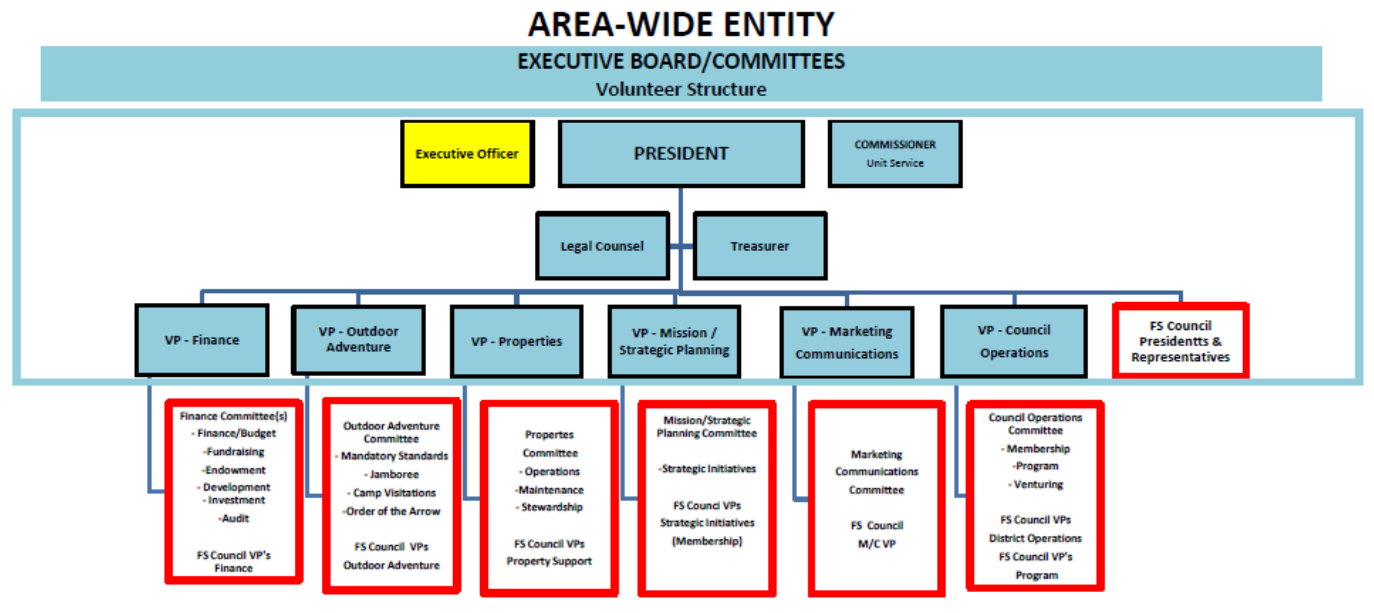 AREA-WIDE ENTITY
EXECUTIVE BOARD/COMMITTEES
Volunteer Structure
Executive Officer
PRESIDENT
COMMISSIONER
Unit Service
Legal Counsel
Treasurer
VP - Finance
VP - Outdoor
Adventure
VP - Properties
VP - Mission /
Strategic Planning
VP - Marketing
Communications
VP - Council
Operations
FS Council
Presidentts &
Representatives
Finance Committee(s)
- Finance/Budget
-Fundraising
-Endowment
- Development
- Investment
-Audit
FS Council VP's
Finance
Outdoor Adventure
Committee
- Mandatory Standards
- Jamboree
- Camp Visitations
-Order of the Arrow
FS Council VPs
Outdoor Adventure
Propertes
Committee
- Operations
-Maintenance
- Stewardship
FS Council VPs
Property Support
Mission/Strategic
Planning Committee
-Strategic Initiatives
FS Counci VPs
Strategic Initiatives
(Membership)
Marketing
Communications
Committee
FS Council
M/C VP
Council Operations
Committee
- Membership
-Program
- Venturing
FS Council VPs
District Operations
FS Council VP's
Program